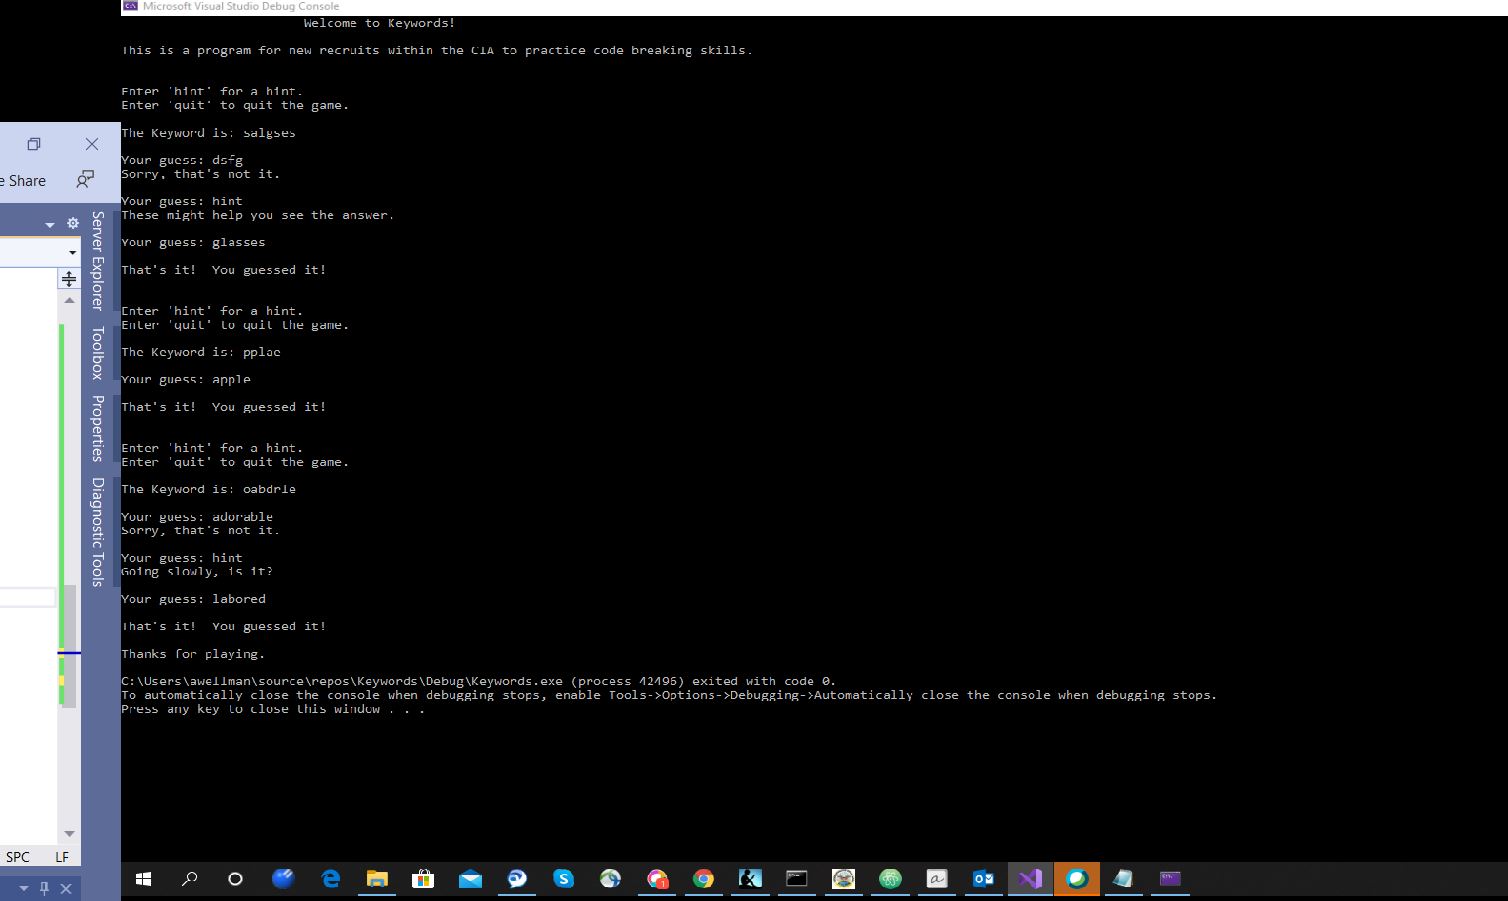 Microsoft Visual Studio Debug Console
Welcome to Keywords!
This is a program for new recruits within the CIA to practice code breaking skills.
Enter 'hint' for a hint.
Enter 'quit' to quit the game.
The Keyword is: salgses
Your guess: dsfg
Sorry, that's not it.
Your guess: hint
These might help you see the answer.
Your guess: glasses
That's it!  You guessed it!
Enter 'hint' for a hint.
Enter 'quit' to quit the game.
The Keyword is: pplae
Your guess: apple
That's it!  You guessed it!
Enter 'hint' for a hint.
Enter 'quit' to quit the game.
The Keyword is: oabdrle
Your guess: adorable
Sorry, that's not it.
Your guess: hint
Going slowly, is it?
Your guess: labored
That's it!  You guessed it!
Thanks for playing.
C:\Users\awellman\source\repos\Keywords\Debug\Keywords.exe (process 42496) exited with code 0.
To automatically close the console when debugging stops, enable Tools->Options->Debugging->Automatically close the console when debugging stops.
Press any key to close this window . . .
e Share
Server Explorer
Toolbox
Properties
Diagnostic Tools
SPC LF